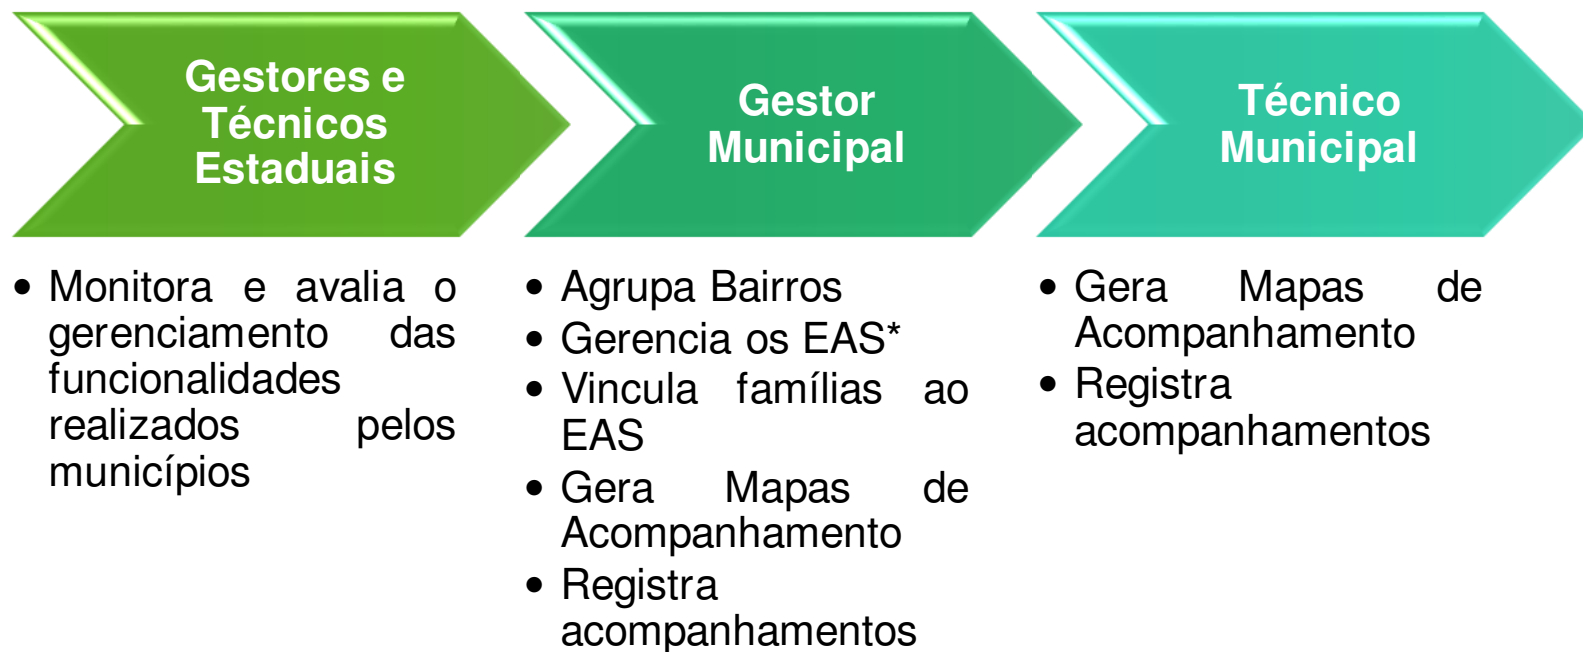 Gestores e
Técnicos
Estaduais
• Monitora e avalia o
gerenciamento das
funcionalidades
realizados pelos
municípios
Gestor
Municipal
• Agrupa Bairros
• Gerencia os EAS*
• Vincula famílias ao
EAS
• Gera Mapas de
Acompanhamento
• Registra
acompanhamentos
Técnico
Municipal
• Gera Mapas de
Acompanhamento
• Registra
acompanhamentos